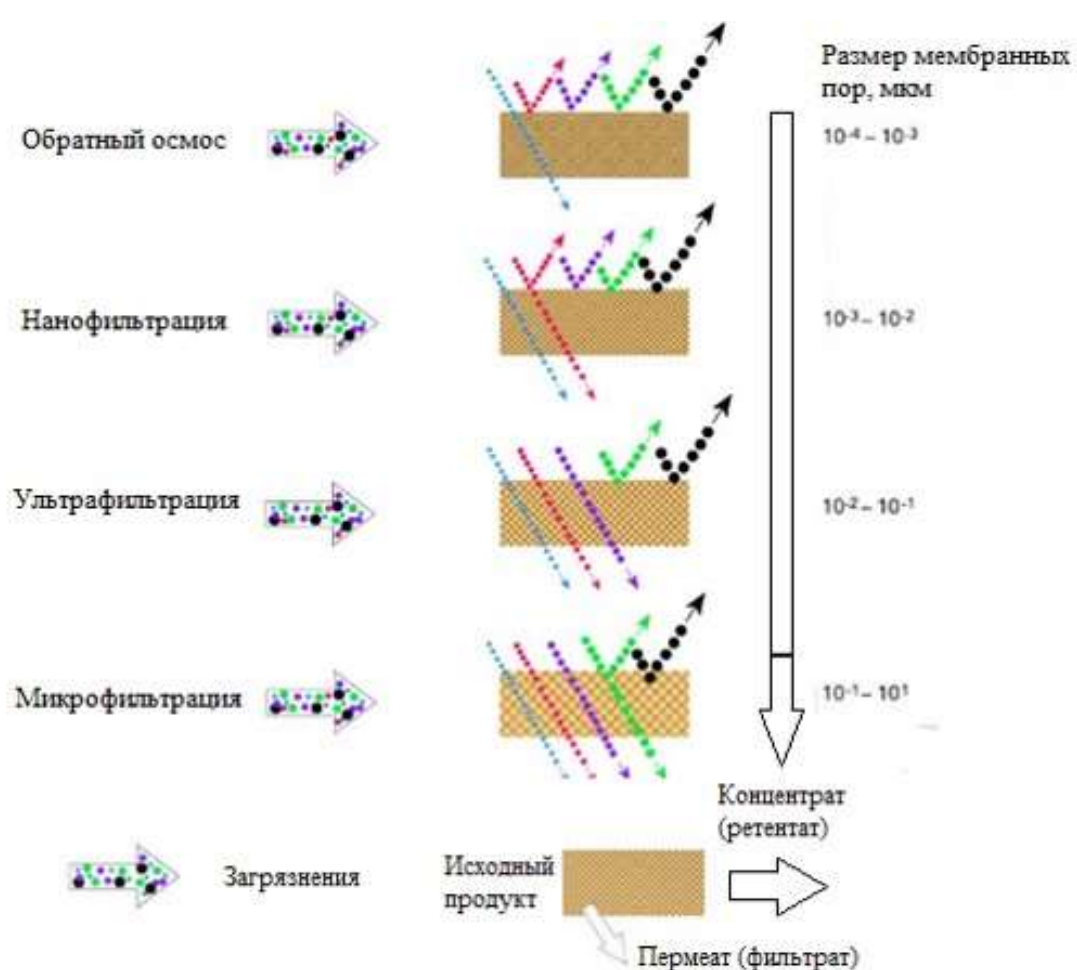 Размер мембранных
пор, мкм
Обратный осмос
10-4 – 10-3
Нанофильтрация
10-3 – 10-2
Ультрафильтрация
10-2 – 10-1
Микрофильтрация
10-1 – 101
Концентрат
(ретентат)
Загрязнения
Исходный
продукт
Пермеат (фильтрат)